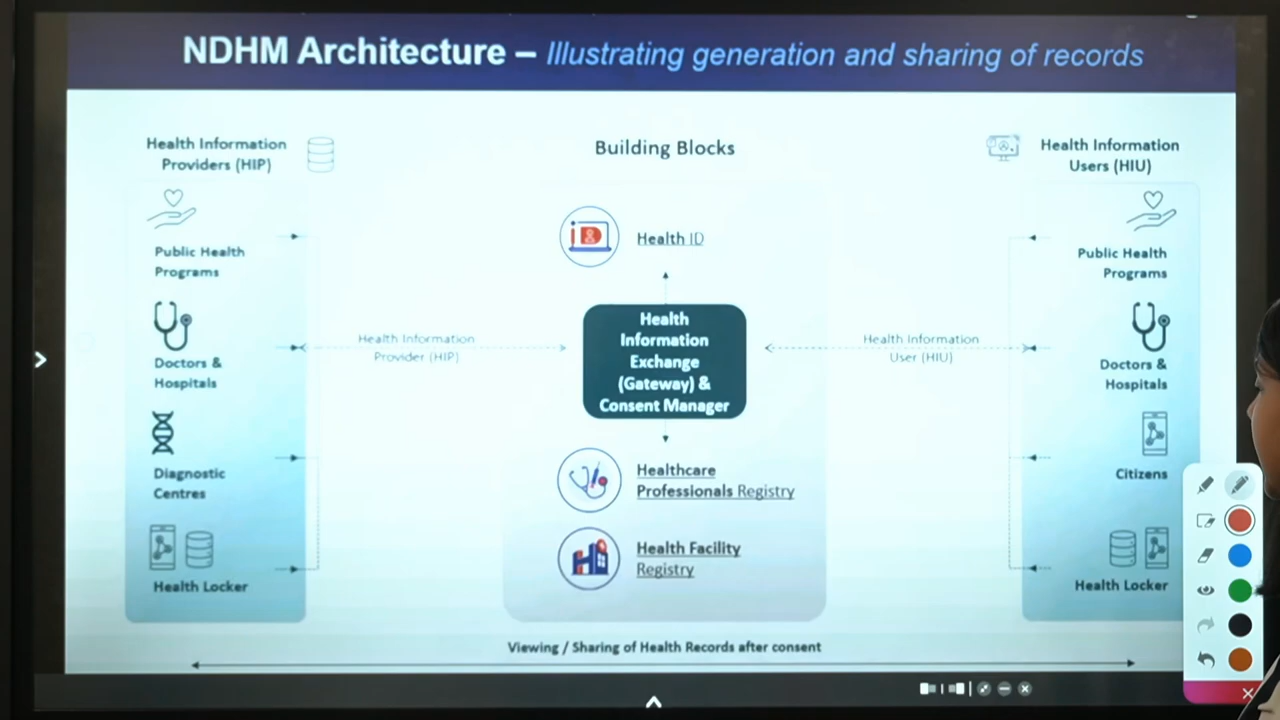 NDHM Architecture – Illustrating generation and sharing of records
Health Information
Providers (HIP)
Public Health
Programs
Doctors &
Hospitals
Diagnostic
Centres
Health Locker
Health Information
Provider (HIP)
Building Blocks
iD
Health ID
Health
Information
Exchange
(Gateway) &
Consent Manager
Healthcare
Professionals Registry
H
Health Facility
Registry
Health Information
User (HIU)
Health Information
Users (HIU)
Public Health
Programs
Doctors &
Hospitals
Citizens
Health Locker
Viewing / Sharing of Health Records after consent